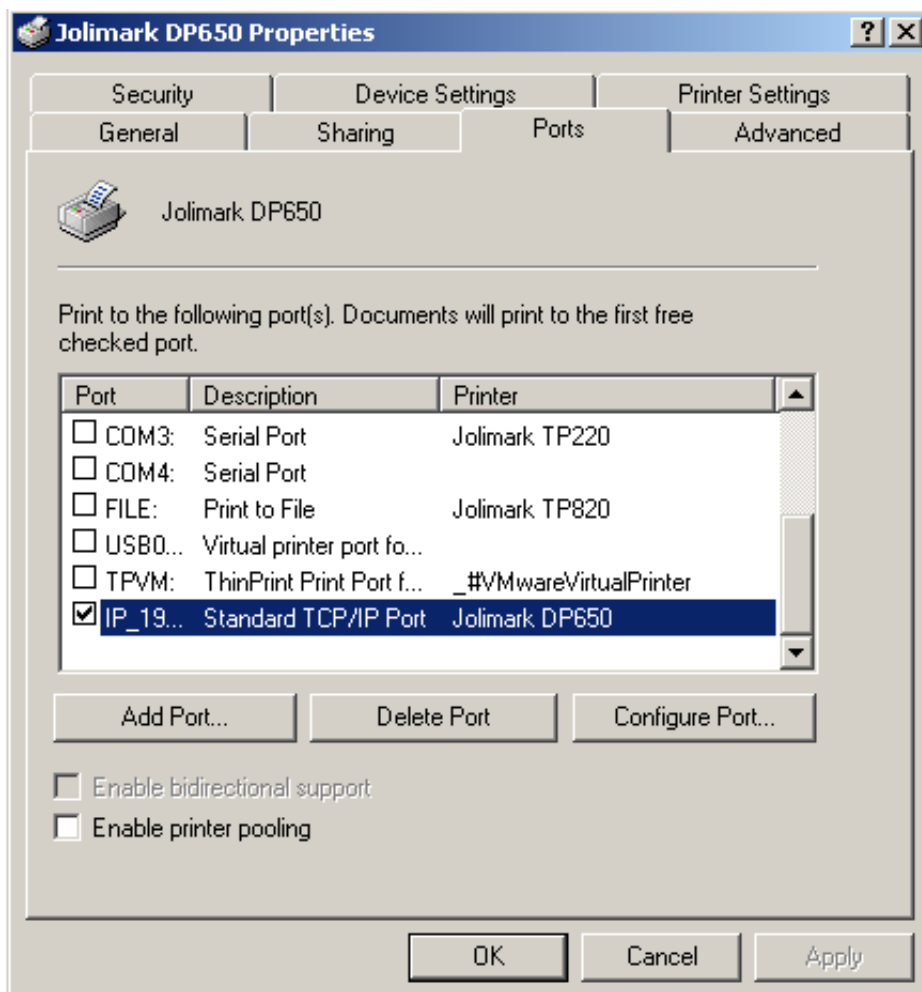 Jolimark DP650 Properties
Security Device Settings Printer Settings
General Sharing Ports Advanced
Jolimark DP650
Print to the following port(s). Documents will print to the first free
checked port.
Port Description Printer
COM3: Serial Port Jolimark TP220
COM4: Serial Port
FILE: Print to File Jolimark TP820
USB0... Virtual printer port fo...
TPVM: ThinPrint Print Port f... _#VMwareVirtualPrinter
IP_19... Standard TCP/IP Port Jolimark DP650
Add Port... Delete Port Configure Port...
Enable bidirectional support
Enable printer pooling
OK Cancel Apply